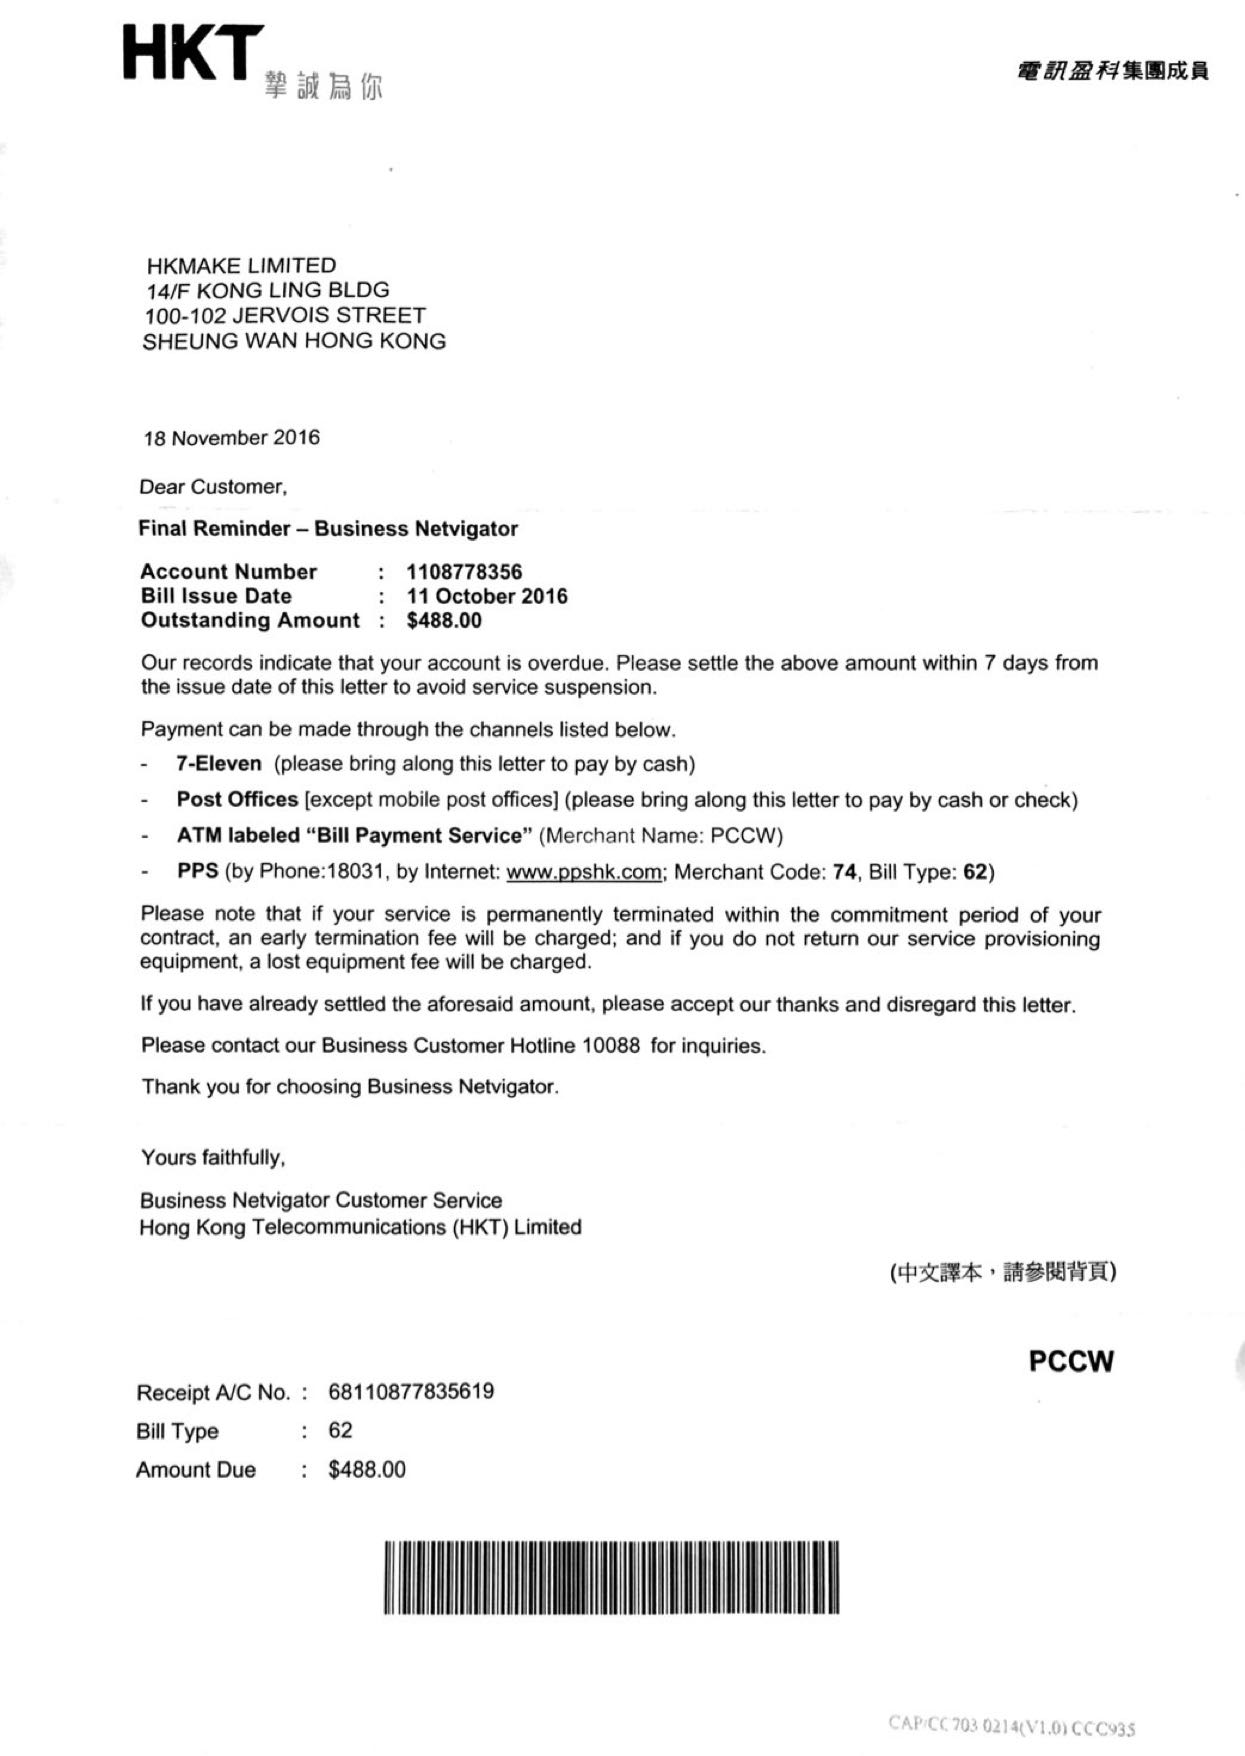 HKT
摯誠為你
電訊盈科集團成員
HKMAKE LIMITED
14/F KONG LING BLDG
100-102 JERVOIS STREET
SHEUNG WAN HONG KONG
18 November 2016
Dear Customer,
Final Reminder – Business Netvigator
Account Number : 1108778356
Bill Issue Date : 11 October 2016
Outstanding Amount : $488.00
Our records indicate that your account is overdue. Please settle the above amount within 7 days from
the issue date of this letter to avoid service suspension.
Payment can be made through the channels listed below.
- 7-Eleven (please bring along this letter to pay by cash)
- Post Offices [except mobile post offices] (please bring along this letter to pay by cash or check)
- ATM labeled “Bill Payment Service” (Merchant Name: PCCW)
- PPS (by Phone:18031, by Internet: www.ppshk.com; Merchant Code: 74, Bill Type: 62)
Please note that if your service is permanently terminated within the commitment period of your
contract, an early termination fee will be charged; and if you do not return our service provisioning
equipment, a lost equipment fee will be charged.
If you have already settled the aforesaid amount, please accept our thanks and disregard this letter.
Please contact our Business Customer Hotline 10088 for inquiries.
Thank you for choosing Business Netvigator.
Yours faithfully,
Business Netvigator Customer Service
Hong Kong Telecommunications (HKT) Limited
(中文譯本，請參閱背頁)
PCCW
Receipt A/C No. : 68110877835619
Bill Type : 62
Amount Due : $488.00
CAP/CC 703 0214(V1.0) CCC935